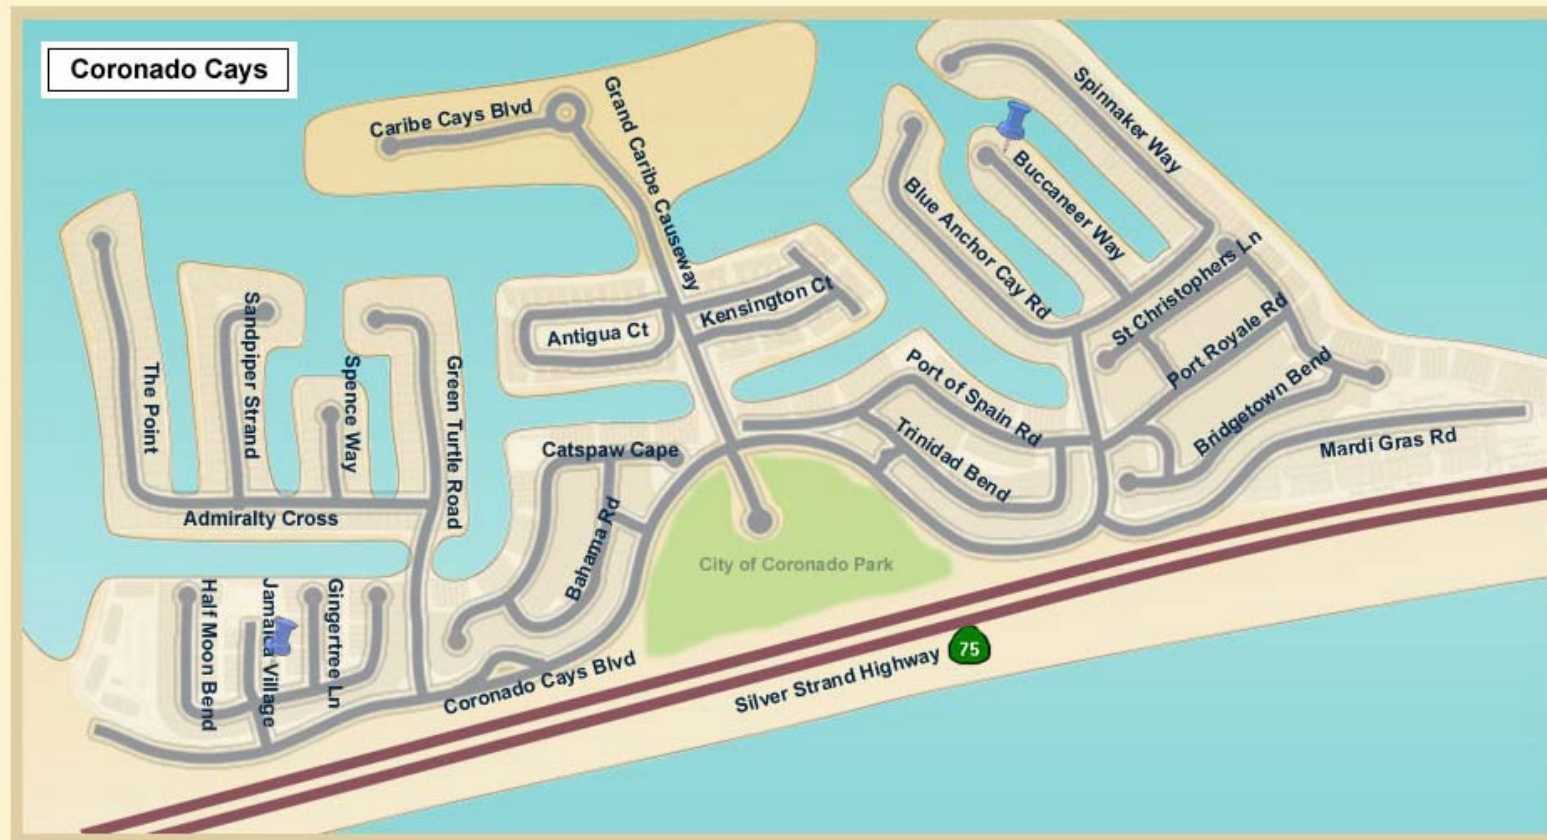 Coronado Cays
Caribe Cays Blvd
Grand Caribe Causeway
Spinnaker Way
Buccaneer Way
Blue Anchor Cay Rd
St Christophers Ln
Kensington Ct
Antigua Ct
Port Royale Rd
Sandpiper Strand
The Point
Spence Way
Green Turtle Road
Port of Spain Rd
Bridgetown Bend
Trinidad Bend
Mardi Gras Rd
Catspaw Cape
Admiralty Cross
Bahama Rd
City of Coronado Park
Half Moon Bend
Jamaica Village
Gingertree Ln
Coronado Cays Blvd
Silver Strand Highway
75